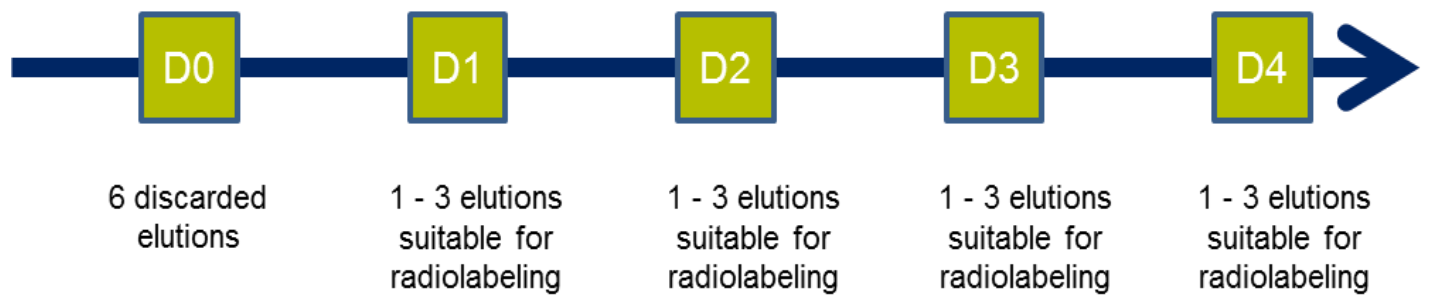 D0 D1 D2 D3 D4
6 discarded
elutions
1 - 3 elutions
suitable for
radiolabeling
1 - 3 elutions
suitable for
radiolabeling
1 - 3 elutions
suitable for
radiolabeling
1 - 3 elutions
suitable for
radiolabeling